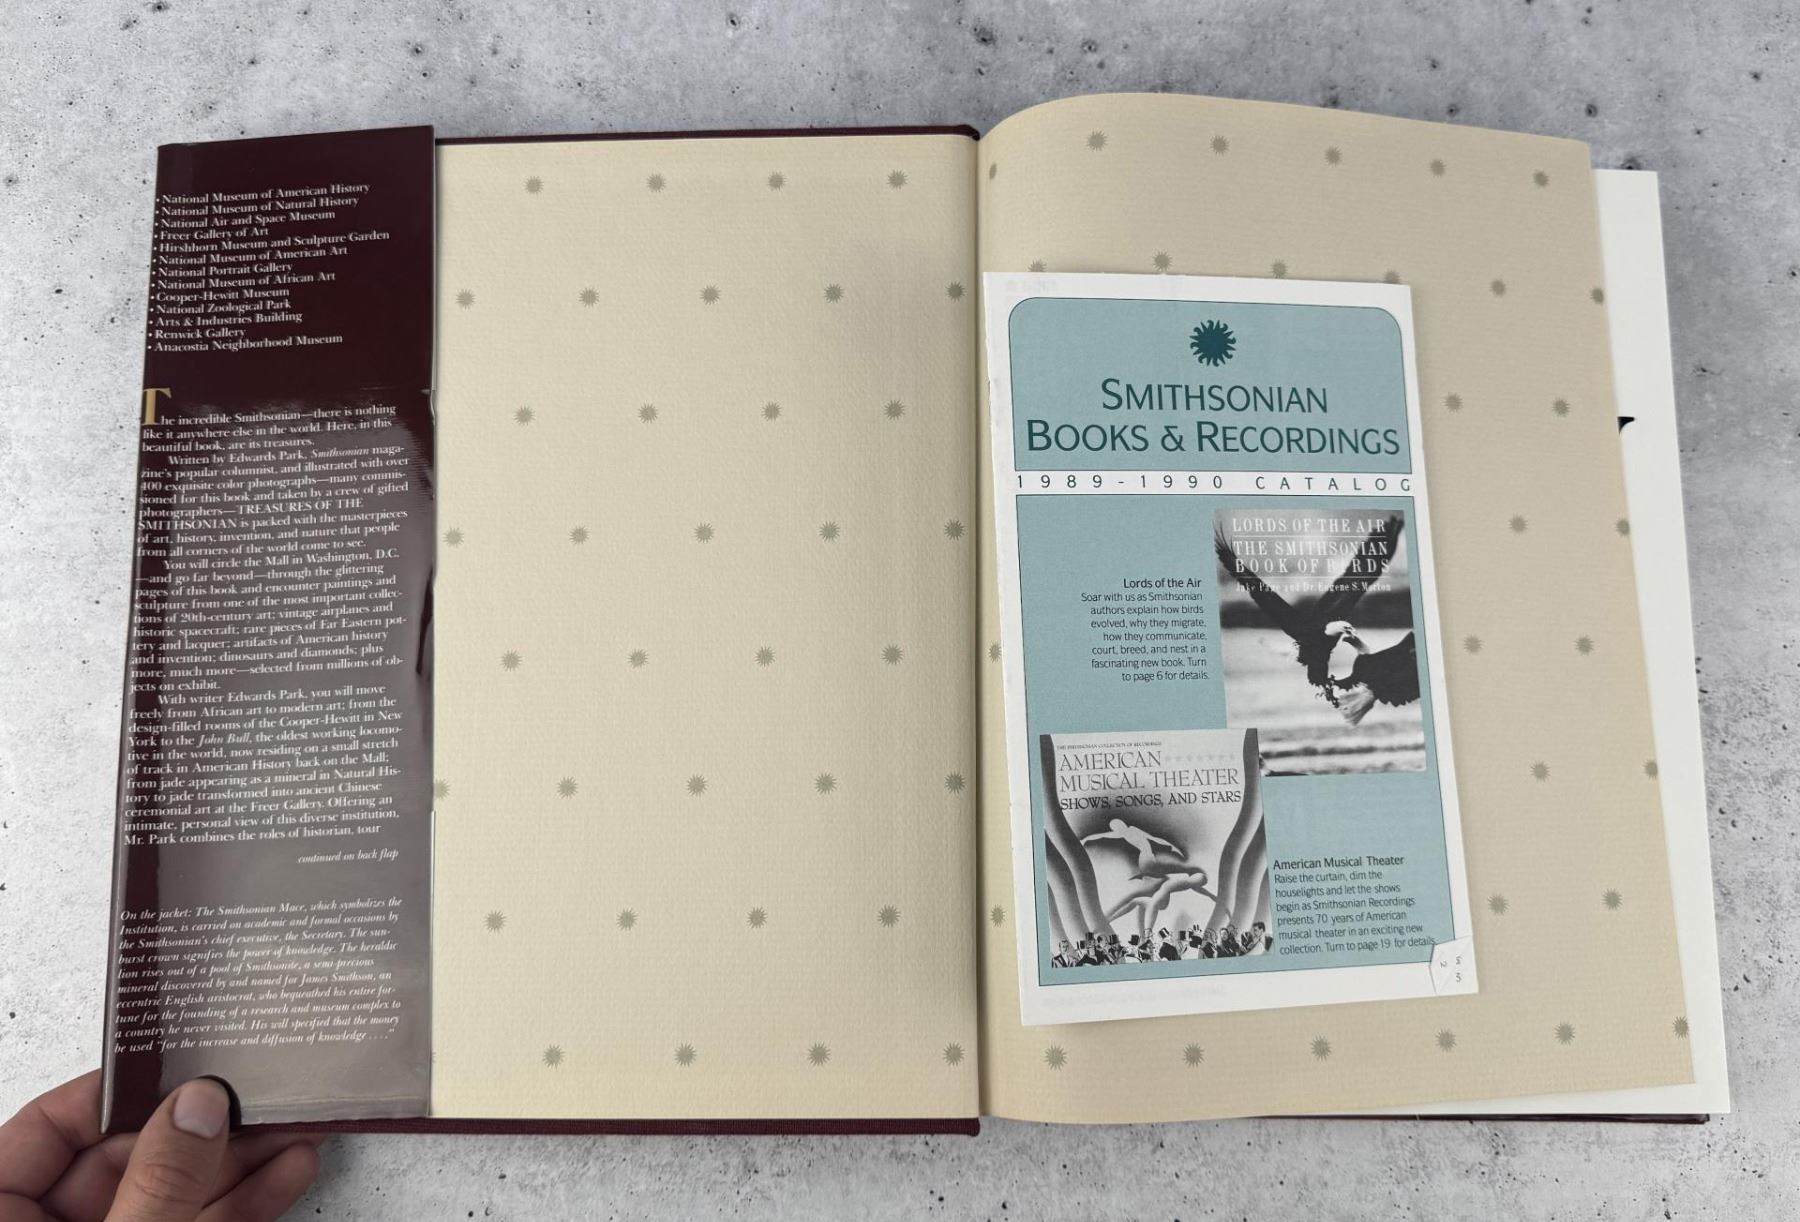 • National Museum of American History
• National Museum of Natural History
• National Air and Space Museum
• Freer Gallery of Art
• Hirshhorn Museum and Sculpture Garden
• National Museum of American Art
• National Portrait Gallery
• National Museum of African Art
• Cooper-Hewitt Museum
• National Zoological Park
• Arts & Industries Building
• Renwick Gallery
• Anacostia Neighborhood Museum
The incredible Smithsonian—there is nothing
like it anywhere else in the world. Here, in this
beautiful book, are its treasures.
Written by Edwards Park, Smithsonian maga-
zine's popular columnist, and illustrated with over
400 exquisite color photographs—many commis-
sioned for this book and taken by a crew of gifted
photographers—TREASURES OF THE
SMITHSONIAN is packed with the masterpieces
of art, history, invention, and nature that people
from all corners of the world come to see.
You will circle the Mall in Washington, D.C.
—and go far beyond—through the glittering
pages of this book and encounter paintings and
sculpture from one of the most important collec-
tions of 20th-century art; vintage airplanes and
historic spacecraft; rare pieces of Far Eastern pot-
tery and lacquer; artifacts of American history
and invention; dinosaurs and diamonds; plus
more, much more—selected from millions of ob-
jects on exhibit.
With writer Edwards Park, you will move
freely from African art to modern art; from the
design-filled rooms of the Cooper-Hewitt in New
York to the John Bull, the oldest working locomo-
tive in the world, now residing on a small stretch
of track in American History back on the Mall;
from jade appearing as a mineral in Natural His-
tory to jade transformed into ancient Chinese
ceremonial art at the Freer Gallery. Offering an
intimate, personal view of this diverse institution,
Mr. Park combines the roles of historian, tour
continued on back flap
On the jacket: The Smithsonian Mace, which symbolizes the
Institution, is carried on academic and formal occasions by
the Smithsonian's chief executive, the Secretary. The sun-
burst crown signifies the power of knowledge. The heraldic
lion rises out of a pool of Smithsonite, a semi-precious
mineral discovered by and named for James Smithson, an
eccentric English aristocrat, who bequeathed his entire for-
tune for the founding of a research and museum complex to
a country he never visited. His will specified that the money
be used "for the increase and diffusion of knowledge . . . ."
SMITHSONIAN
BOOKS & RECORDINGS
1989-1990 CATALOG
LORDS OF THE AIR
THE SMITHSONIAN
BOOK OF BIRDS
Jake Page and Dr. Eugene S. Morton
Lords of the Air
Soar with us as Smithsonian
authors explain how birds
evolved, why they migrate,
how they communicate,
court, breed, and nest in a
fascinating new book. Turn
to page 6 for details.
THE SMITHSONIAN COLLECTION OF RECORDINGS
AMERICAN
MUSICAL THEATER
SHOWS, SONGS, AND STARS
American Musical Theater
Raise the curtain, dim the
houselights and let the shows
begin as Smithsonian Recordings
presents 70 years of American
musical theater in an exciting new
collection. Turn to page 19 for details.